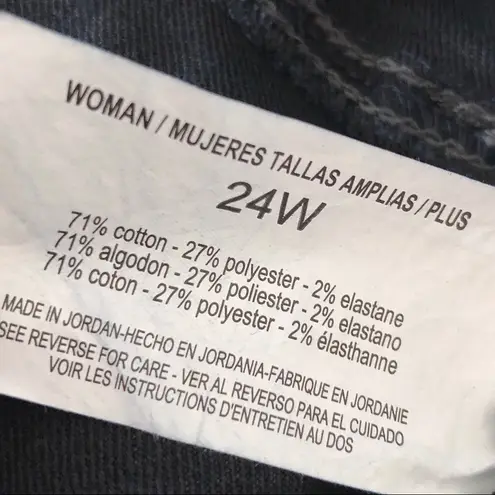 WOMAN / MUJERES TALLAS AMPLIAS / PLUS
24W
71% cotton - 27% polyester - 2% elastane
71% algodon - 27% poliester - 2% elastano
71% coton - 27% polyester - 2% élasthanne
MADE IN JORDAN-HECHO EN JORDANIA-FABRIQUE EN JORDANIE
SEE REVERSE FOR CARE - VER AL REVERSO PARA EL CUIDADO
VOIR LES INSTRUCTIONS D'ENTRETIEN AU DOS